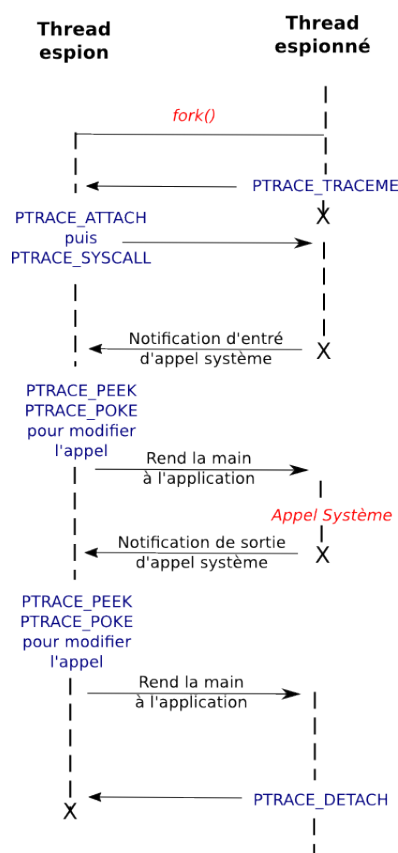 Thread
espion
Thread
espionné
fork()
PTRACE_TRACEME
PTRACE_ATTACH
puis
PTRACE_SYSCALL
Notification d'entré
d'appel système
PTRACE_PEEK
PTRACE_POKE
pour modifier
l'appel
Rend la main
à l'application
Appel Système
Notification de sortie
d'appel système
PTRACE_PEEK
PTRACE_POKE
pour modifier
l'appel
Rend la main
à l'application
PTRACE_DETACH